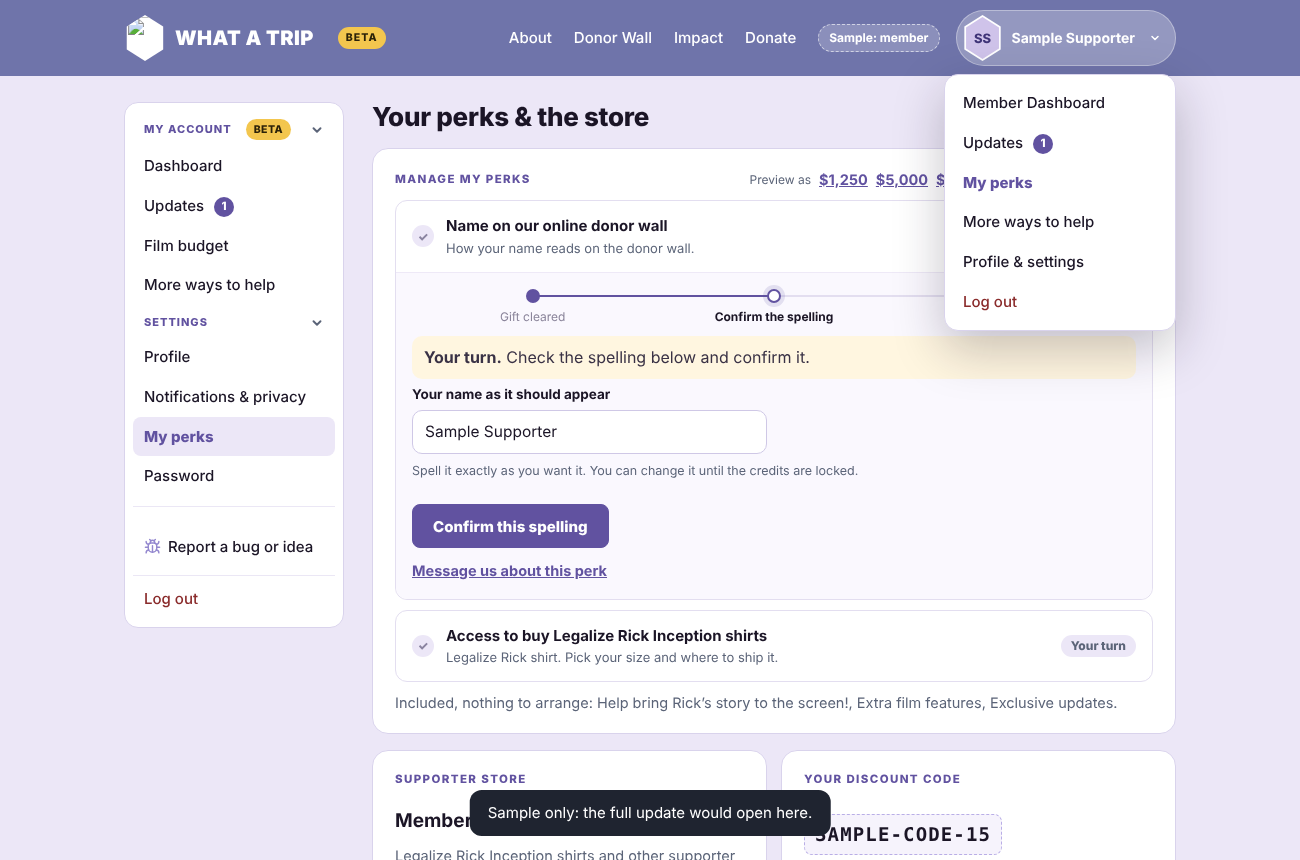 WHAT A TRIP
BETA
About
Donor Wall
Impact
Donate
Sample: member
SS
Sample Supporter
Member Dashboard
Updates 1
My perks
More ways to help
Profile & settings
Log out
MY ACCOUNT BETA
Dashboard
Updates 1
Film budget
More ways to help
SETTINGS
Profile
Notifications & privacy
My perks
Password
Report a bug or idea
Log out
Your perks & the store
MANAGE MY PERKS
Preview as $1,250 $5,000 $
Name on our online donor wall
How your name reads on the donor wall.
Gift cleared
Confirm the spelling
Your turn. Check the spelling below and confirm it.
Your name as it should appear
Sample Supporter
Spell it exactly as you want it. You can change it until the credits are locked.
Confirm this spelling
Message us about this perk
Access to buy Legalize Rick Inception shirts
Legalize Rick shirt. Pick your size and where to ship it.
Your turn
Included, nothing to arrange: Help bring Rick’s story to the screen!, Extra film features, Exclusive updates.
SUPPORTER STORE
Member
Legalize Rick Inception shirts and other supporter
YOUR DISCOUNT CODE
SAMPLE-CODE-15
Sample only: the full update would open here.